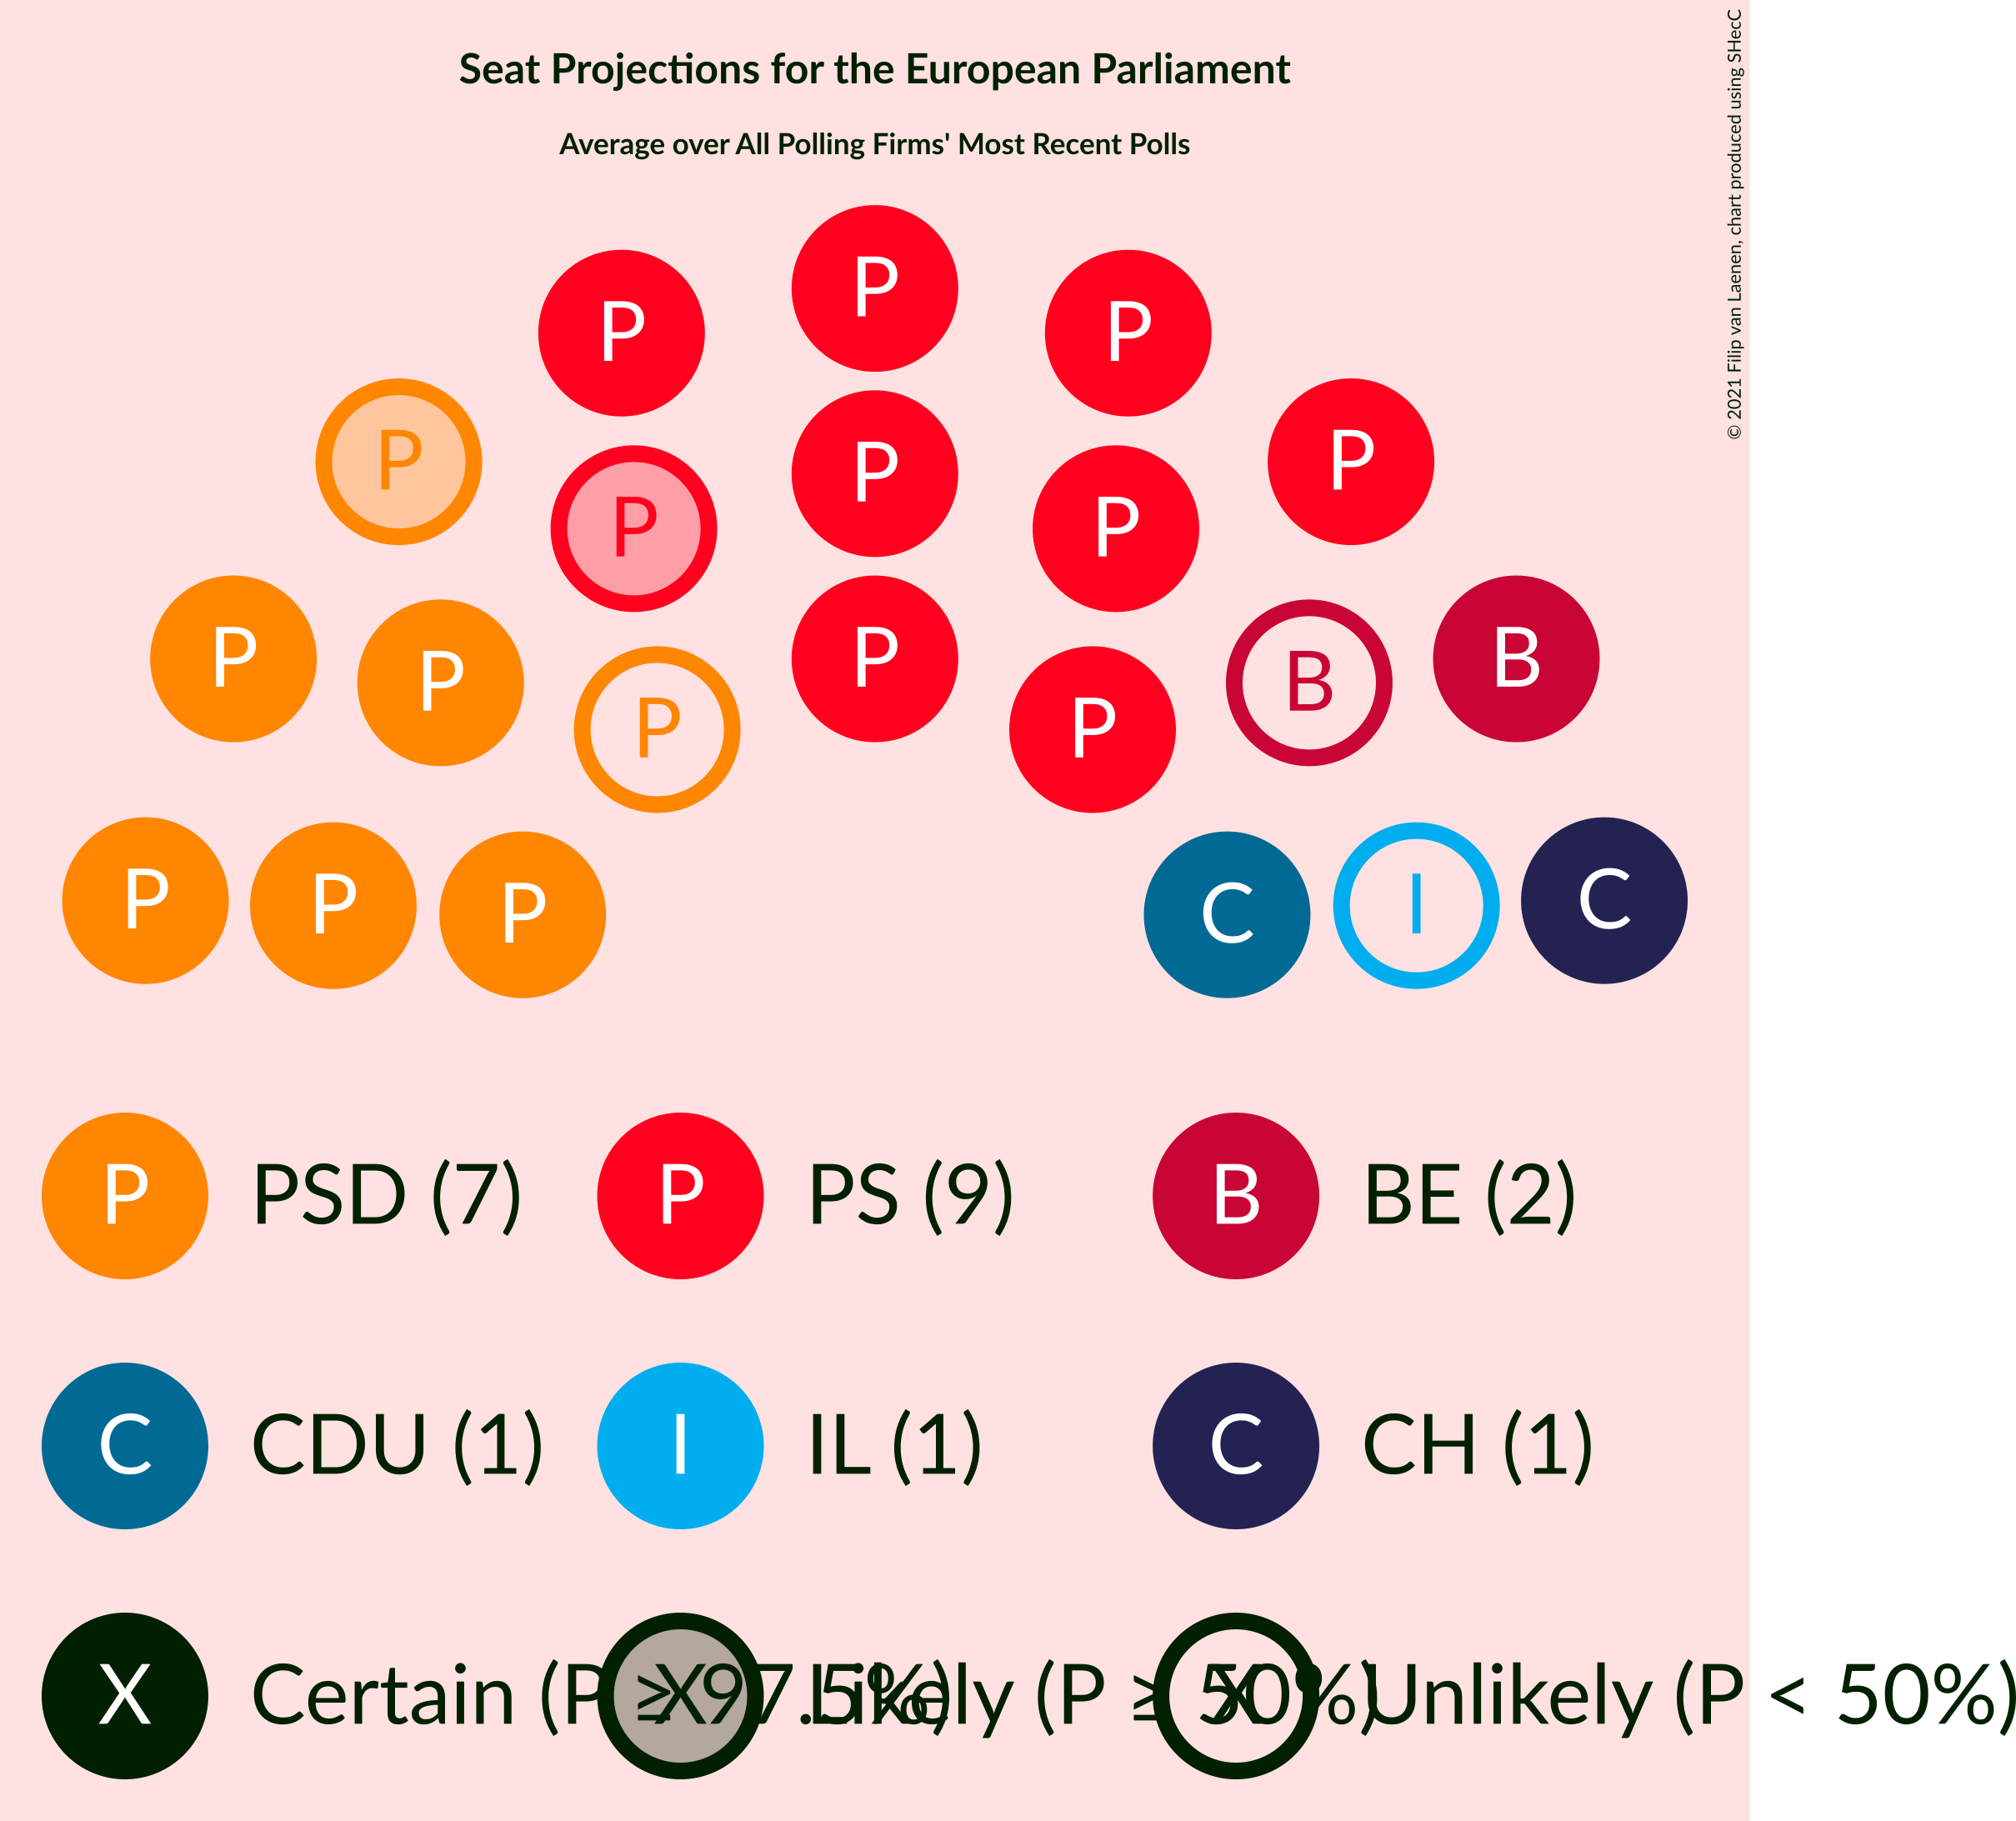 Seat Projections for the European Parliament
Average over All Polling Firms' Most Recent Polls
© 2021 Filip van Laenen, chart produced using SHecC
P
P P
P P
P
P P
P P
P B
P P
P P
B
P P P C I C
P PSD (7) P PS (9) B BE (2)
C CDU (1) I IL (1) C CH (1)
X Certain (P ≥ 97.5%) X Likely (P ≥ 50%) X Unlikely (P < 50%)